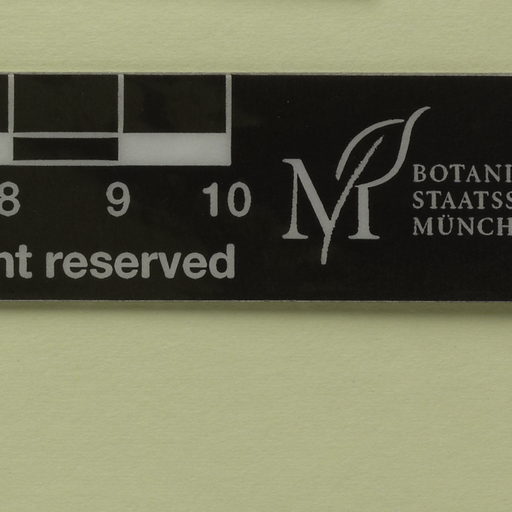 8 9 10
nt reserved
M
BOTANI
STAATSS
MÜNCH